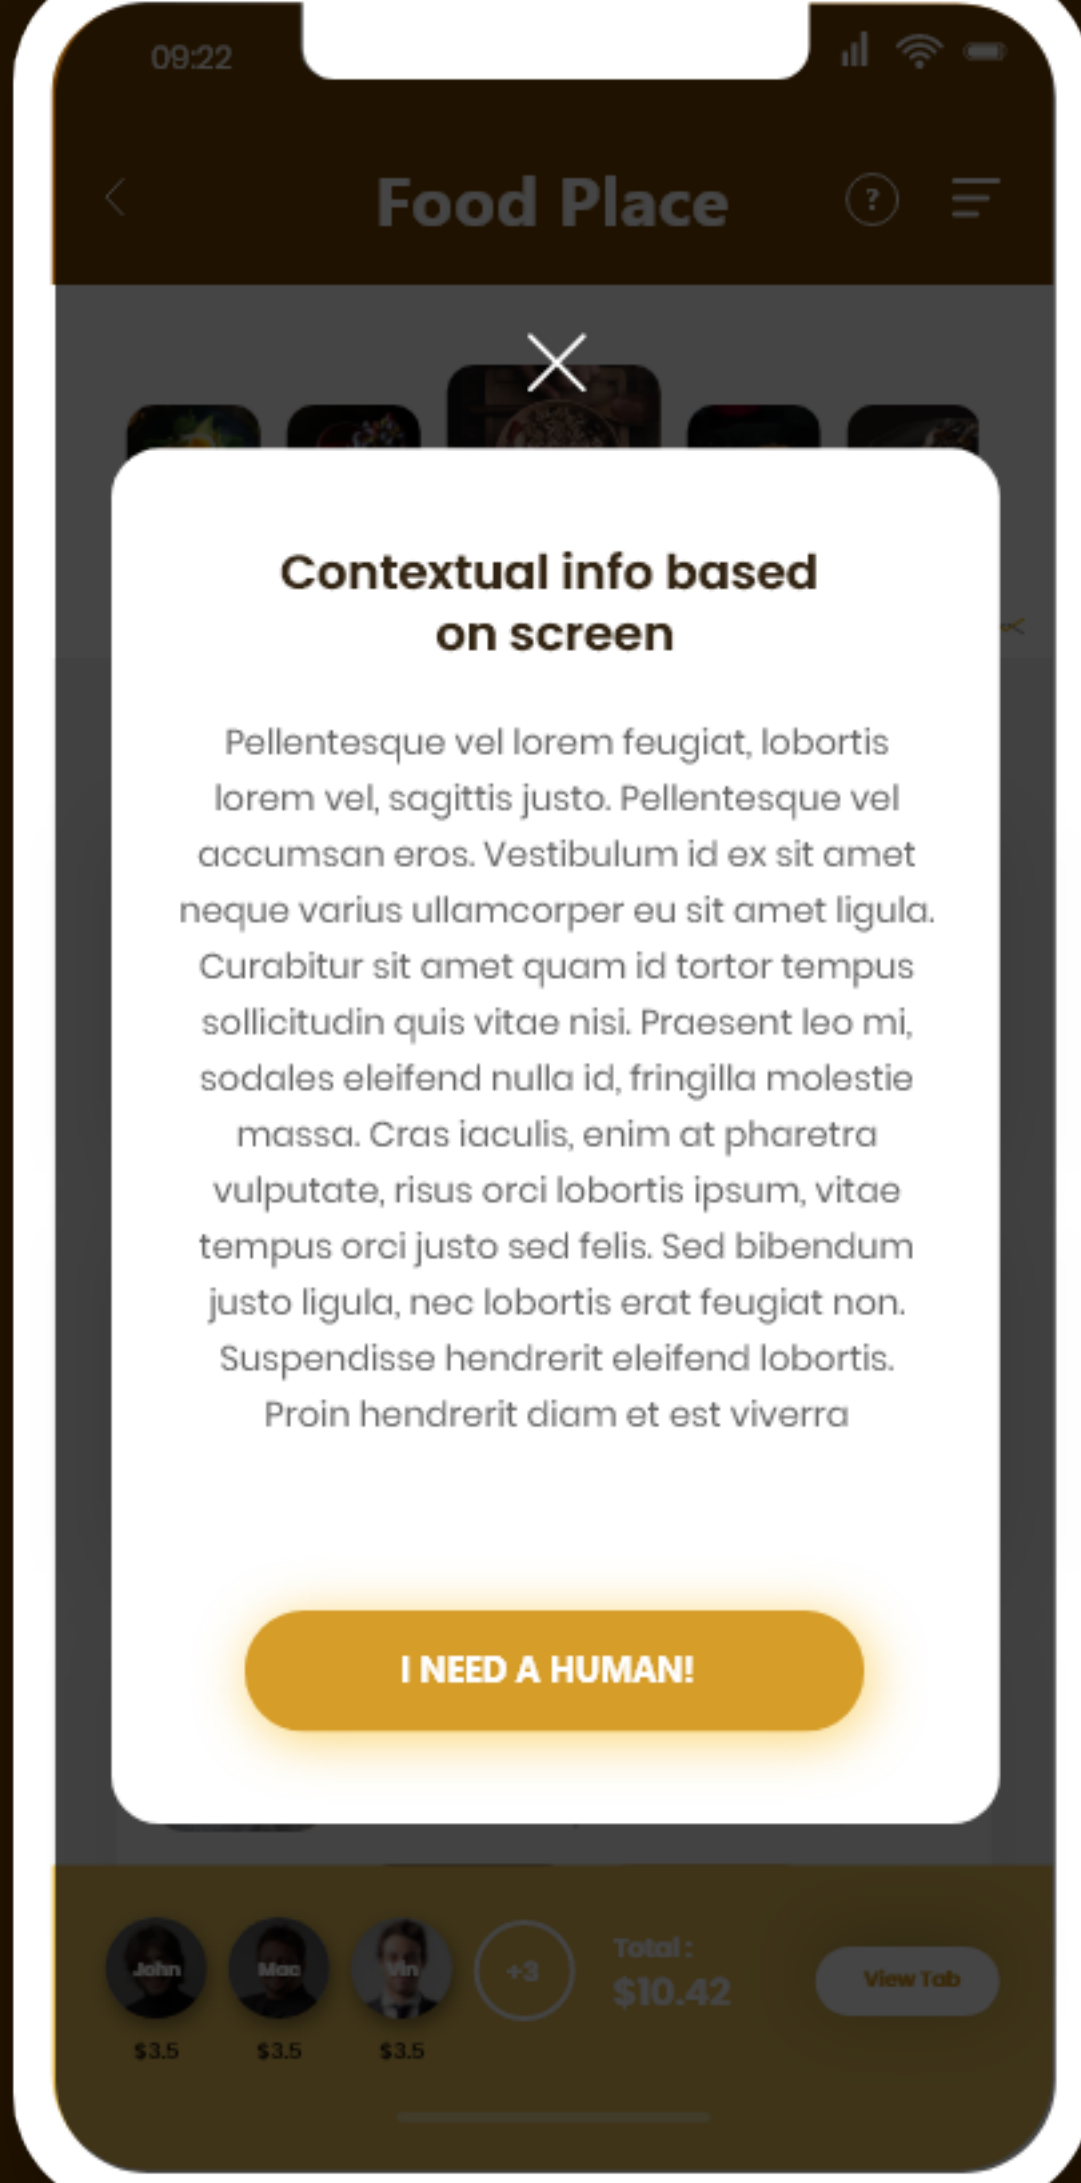 09:22
Food Place
?
Contextual info based
on screen
Pellentesque vel lorem feugiat, lobortis
lorem vel, sagittis justo. Pellentesque vel
accumsan eros. Vestibulum id ex sit amet
neque varius ullamcorper eu sit amet ligula.
Curabitur sit amet quam id tortor tempus
sollicitudin quis vitae nisi. Praesent leo mi,
sodales eleifend nulla id, fringilla molestie
massa. Cras iaculis, enim at pharetra
vulputate, risus orci lobortis ipsum, vitae
tempus orci justo sed felis. Sed bibendum
justo ligula, nec lobortis erat feugiat non.
Suspendisse hendrerit eleifend lobortis.
Proin hendrerit diam et est viverra
I NEED A HUMAN!
John Mac Vin +3
Total :
$10.42
View Tab
$3.5 $3.5 $3.5